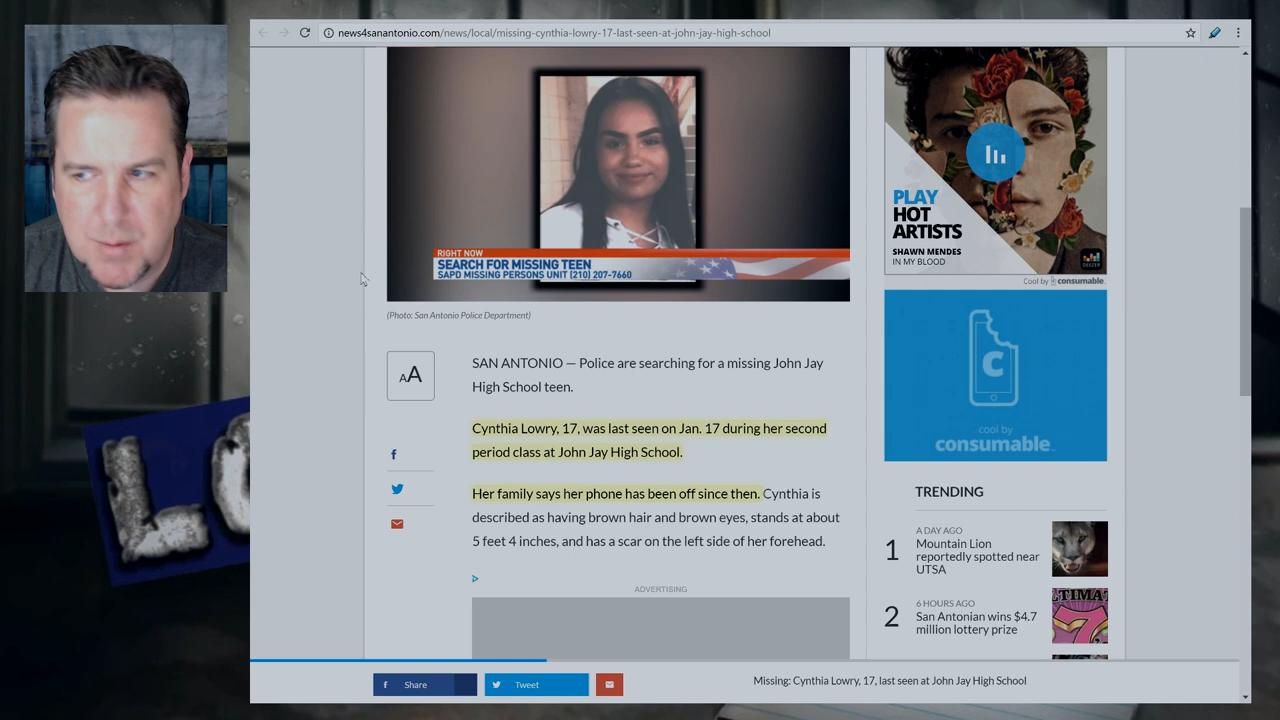 news4sanantonio.com/news/local/missing-cynthia-lowry-17-last-seen-at-john-jay-high-school
RIGHT NOW
SEARCH FOR MISSING TEEN
SAPD MISSING PERSONS UNIT (210) 207-7660
(Photo: San Antonio Police Department)
AA
SAN ANTONIO — Police are searching for a missing John Jay
High School teen.
Cynthia Lowry, 17, was last seen on Jan. 17 during her second
period class at John Jay High School.
Her family says her phone has been off since then. Cynthia is
described as having brown hair and brown eyes, stands at about
5 feet 4 inches, and has a scar on the left side of her forehead.
ADVERTISING
PLAY
HOT
ARTISTS
SHAWN MENDES
IN MY BLOOD
DEEZER
Cool by consumable
C
cool by
consumable
TRENDING
1
A DAY AGO
Mountain Lion
reportedly spotted near
UTSA
2
6 HOURS AGO
San Antonian wins $4.7
million lottery prize
LO
f Share
Tweet
Missing: Cynthia Lowry, 17, last seen at John Jay High School